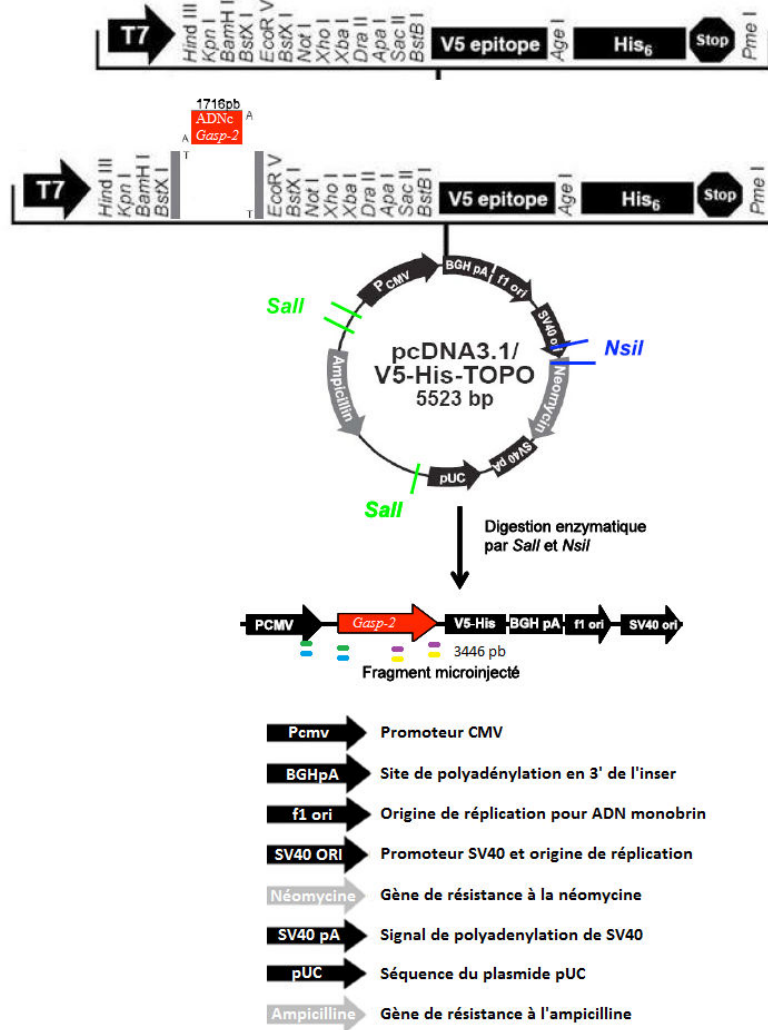 T7 Hind III Kpn I BamH I BstX I EcoR V BstX I Not I Xho I Xba I Dra II Apa I Sac II BstB I V5 epitope Age I His6 Stop Pme I
1716pb
A ADNc A
Gasp-2
T T
T7 Hind III Kpn I BamH I BstX I EcoR V BstX I Not I Xho I Xba I Dra II Apa I Sac II BstB I V5 epitope Age I His6 Stop Pme I
PCMV BGH pA f1 ori
SalI
SV40 ori
NsiI
pcDNA3.1/
V5-His-TOPO
5523 bp
Ampicillin Neomycin
SV40 pA
pUC
SalI
Digestion enzymatique
par SalI et NsiI
PCMV Gasp-2 V5-His BGH pA f1 ori SV40 ori
3446 pb
Fragment microinjecté
Pcmv Promoteur CMV
BGHpA Site de polyadénylation en 3' de l'inser
f1 ori Origine de réplication pour ADN monobrin
SV40 ORI Promoteur SV40 et origine de réplication
Néomycine Gène de résistance à la néomycine
SV40 pA Signal de polyadenylation de SV40
pUC Séquence du plasmide pUC
Ampicilline Gène de résistance à l'ampicilline